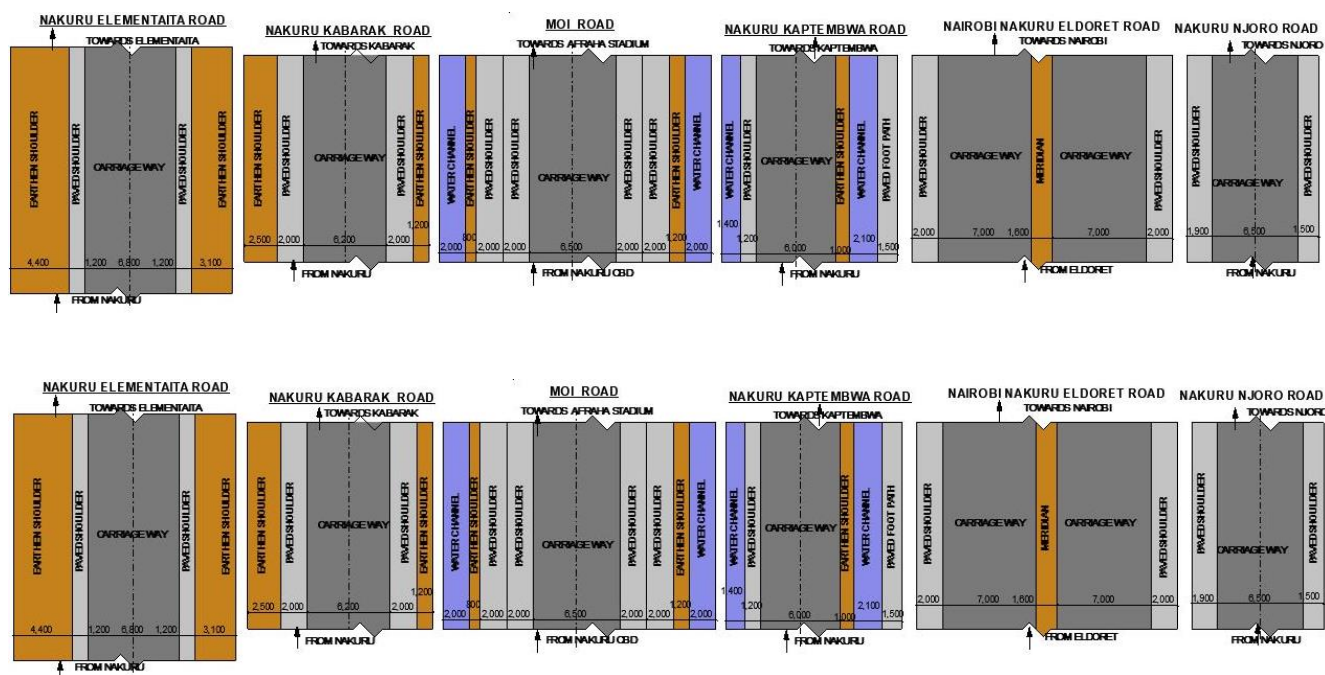 NAKURU ELEMENTAITA ROAD
TOWARDS ELEMENTAITA
EARTHEN SHOULDER
PAVED SHOULDER
CARRIAGE WAY
PAVED SHOULDER
EARTHEN SHOULDER
4,400
1,200
6,800
1,200
3,100
FROM NAKURU
NAKURU KABARAK ROAD
TOWARDS KABARAK
EARTHEN SHOULDER
PAVED SHOULDER
CARRIAGE WAY
PAVED SHOULDER
EARTHEN SHOULDER
2,500
2,000
6,200
2,000
1,200
FROM NAKURU
MOI ROAD
TOWARDS AFRAHA STADIUM
WATER CHANNEL
EARTHEN SHOULDER
PAVED SHOULDER
PAVED SHOULDER
CARRIAGE WAY
PAVED SHOULDER
PAVED SHOULDER
EARTHEN SHOULDER
WATER CHANNEL
2,000
800
2,000
2,000
6,500
2,000
2,000
1,200
2,000
FROM NAKURU CBD
NAKURU KAPTEMBWA ROAD
TOWARDS KAPTEMBWA
WATER CHANNEL
PAVED SHOULDER
CARRIAGE WAY
EARTHEN SHOULDER
WATER CHANNEL
PAVED FOOT PATH
1,400
1,200
6,000
1,000
2,100
1,500
FROM NAKURU
NAIROBI NAKURU ELDORET ROAD
TOWARDS NAIROBI
PAVED SHOULDER
CARRIAGE WAY
MERIDIAN
CARRIAGE WAY
PAVED SHOULDER
2,000
7,000
1,600
7,000
2,000
FROM ELDORET
NAKURU NJORO ROAD
TOWARDS NJORO
PAVED SHOULDER
CARRIAGE WAY
PAVED SHOULDER
1,900
6,500
1,500
FROM NAKURU
NAKURU ELEMENTAITA ROAD
TOWARDS ELEMENTAITA
EARTHEN SHOULDER
PAVED SHOULDER
CARRIAGE WAY
PAVED SHOULDER
EARTHEN SHOULDER
4,400
1,200
6,800
1,200
3,100
FROM NAKURU
NAKURU KABARAK ROAD
TOWARDS KABARAK
EARTHEN SHOULDER
PAVED SHOULDER
CARRIAGE WAY
PAVED SHOULDER
EARTHEN SHOULDER
2,500
2,000
6,200
2,000
1,200
FROM NAKURU
MOI ROAD
TOWARDS AFRAHA STADIUM
WATER CHANNEL
EARTHEN SHOULDER
PAVED SHOULDER
PAVED SHOULDER
CARRIAGE WAY
PAVED SHOULDER
PAVED SHOULDER
EARTHEN SHOULDER
WATER CHANNEL
2,000
800
2,000
2,000
6,500
2,000
2,000
1,200
2,000
FROM NAKURU CBD
NAKURU KAPTEMBWA ROAD
TOWARDS KAPTEMBWA
WATER CHANNEL
PAVED SHOULDER
CARRIAGE WAY
EARTHEN SHOULDER
WATER CHANNEL
PAVED FOOT PATH
1,400
1,200
6,000
1,000
2,100
1,500
FROM NAKURU
NAIROBI NAKURU ELDORET ROAD
TOWARDS NAIROBI
PAVED SHOULDER
CARRIAGE WAY
MERIDIAN
CARRIAGE WAY
PAVED SHOULDER
2,000
7,000
1,600
7,000
2,000
FROM ELDORET
NAKURU NJORO ROAD
TOWARDS NJORO
PAVED SHOULDER
CARRIAGE WAY
PAVED SHOULDER
1,900
6,500
1,500
FROM NAKURU